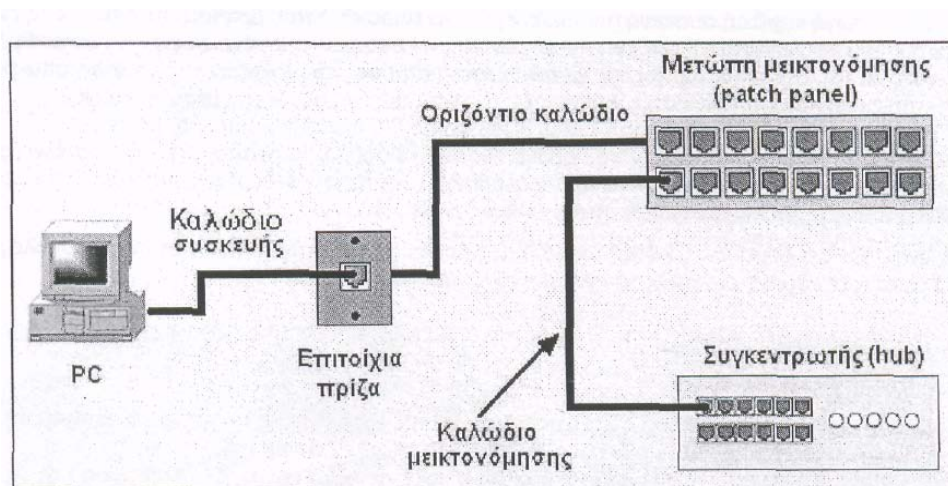 Μετώπη μεικτονόμησης
(patch panel)
Οριζόντιο καλώδιο
Καλώδιο
συσκευής
PC
Επιτοίχια
πρίζα
Συγκεντρωτής (hub)
Καλώδιο
μεικτονόμησης